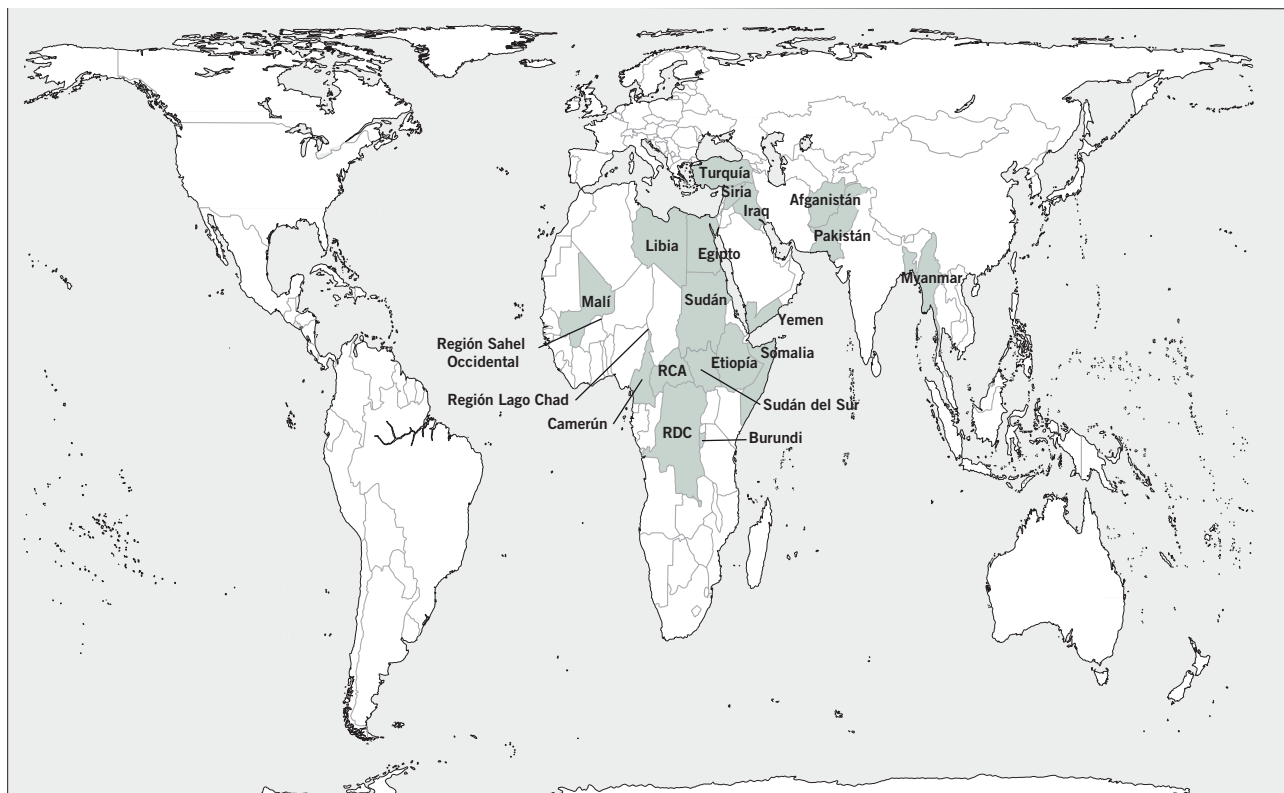 Turquía
Siria
Iraq
Afganistán
Pakistán
Libia
Egipto
Myanmar
Malí
Sudán
Yemen
Región Sahel
Occidental
Somalia
Etiopía
RCA
Región Lago Chad
Sudán del Sur
Camerún
RDC
Burundi